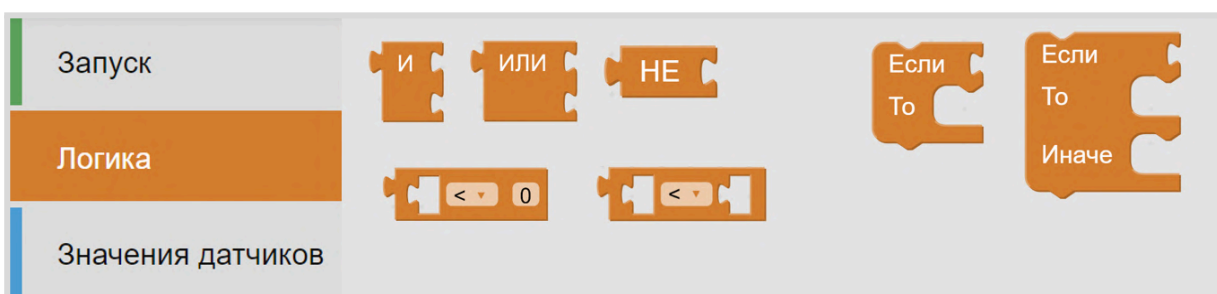 Запуск
Логика
Значения датчиков
И
ИЛИ
НЕ
< 0
<
Если
То
Если
То
Иначе